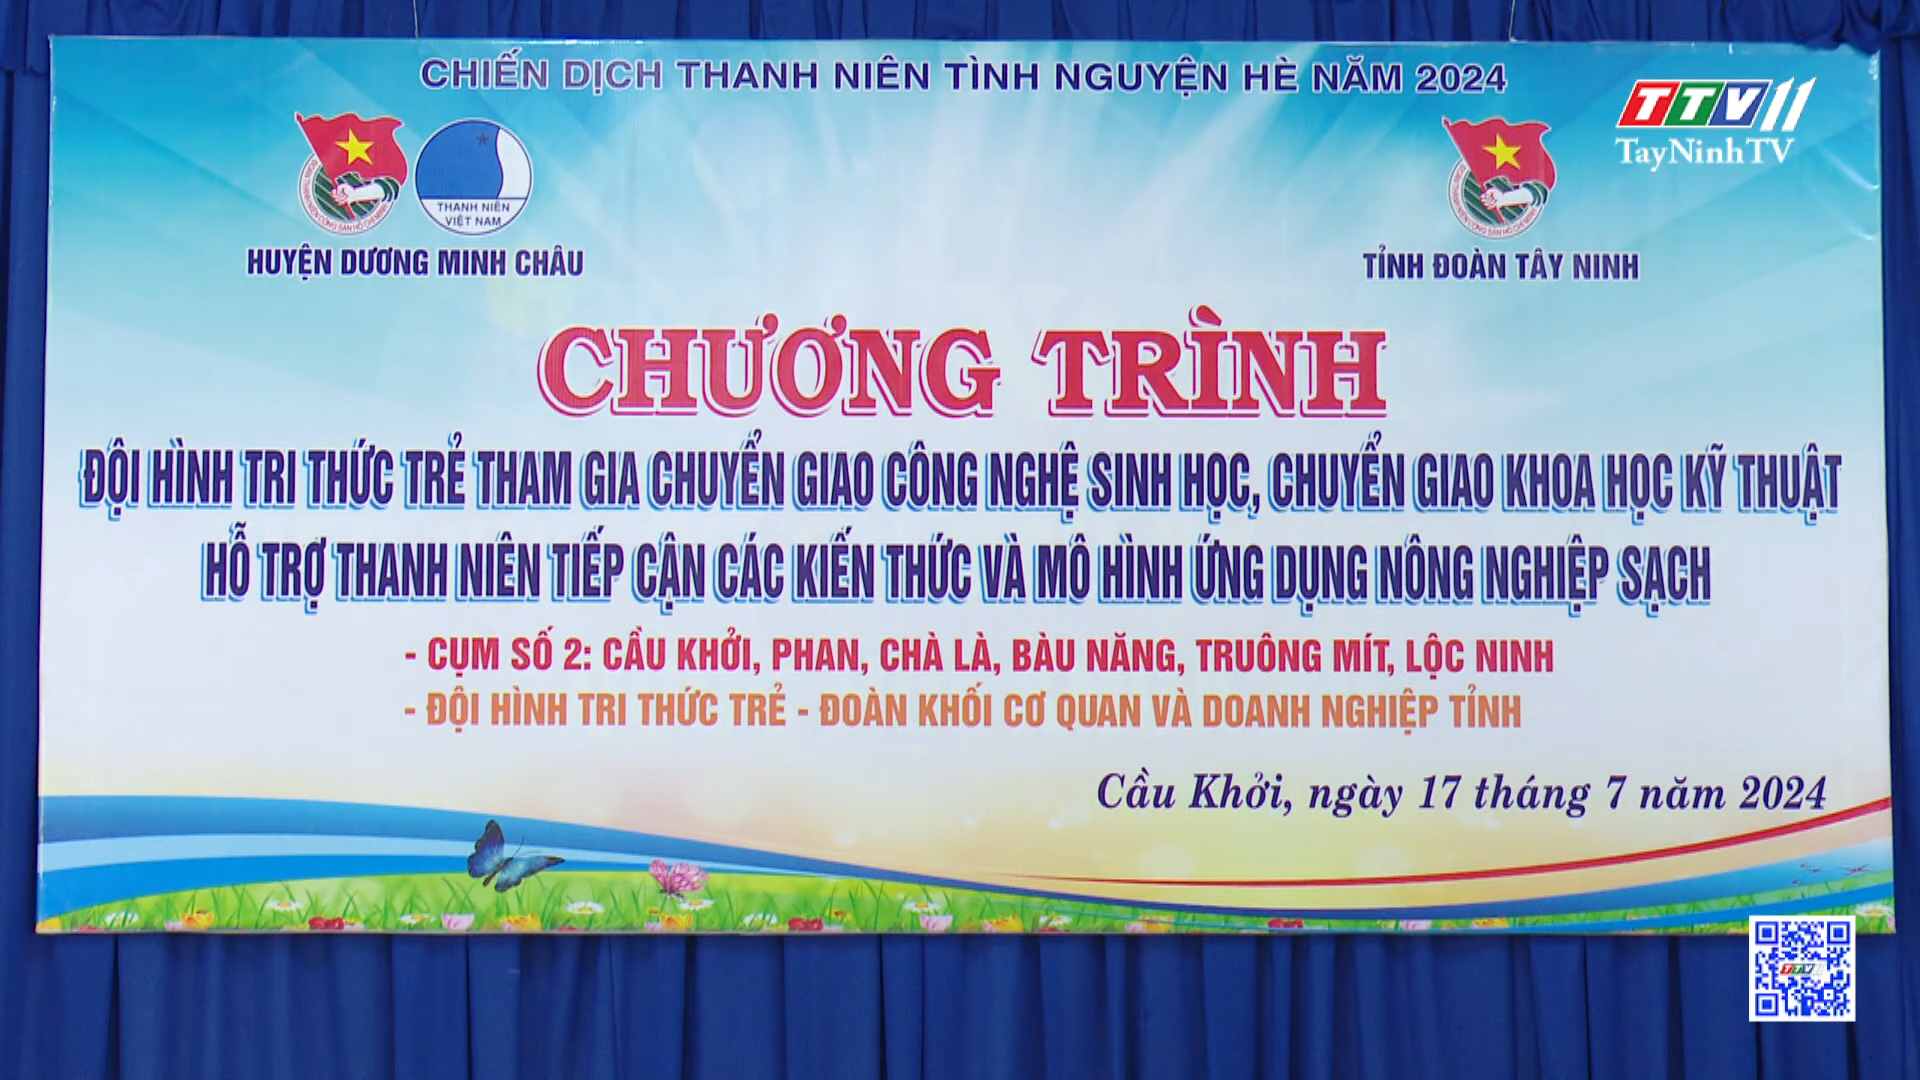 CHIẾN DỊCH THANH NIÊN TÌNH NGUYỆN HÈ NĂM 2024
TTV11
TayNinhTV
THANH NIÊN
VIỆT NAM
HUYỆN DƯƠNG MINH CHÂU
TỈNH ĐOÀN TÂY NINH
CHƯƠNG TRÌNH
ĐỘI HÌNH TRI THỨC TRẺ THAM GIA CHUYỂN GIAO CÔNG NGHỆ SINH HỌC, CHUYỂN GIAO KHOA HỌC KỸ THUẬT
HỖ TRỢ THANH NIÊN TIẾP CẬN CÁC KIẾN THỨC VÀ MÔ HÌNH ỨNG DỤNG NÔNG NGHIỆP SẠCH
- CỤM SỐ 2: CẦU KHỞI, PHAN, CHÀ LÀ, BÀU NĂNG, TRUÔNG MÍT, LỘC NINH
- ĐỘI HÌNH TRI THỨC TRẺ - ĐOÀN KHỐI CƠ QUAN VÀ DOANH NGHIỆP TỈNH
Cầu Khởi, ngày 17 tháng 7 năm 2024
TTV11